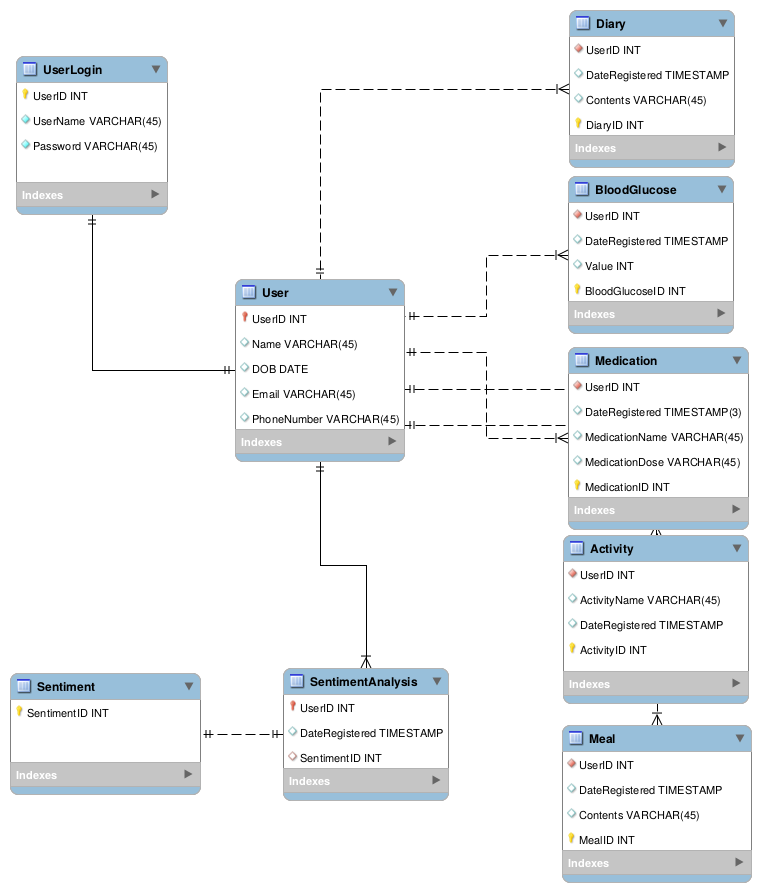 UserLogin
UserID INT
UserName VARCHAR(45)
Password VARCHAR(45)
Indexes
Diary
UserID INT
DateRegistered TIMESTAMP
Contents VARCHAR(45)
DiaryID INT
Indexes
BloodGlucose
UserID INT
DateRegistered TIMESTAMP
Value INT
BloodGlucoseID INT
Indexes
User
UserID INT
Name VARCHAR(45)
DOB DATE
Email VARCHAR(45)
PhoneNumber VARCHAR(45)
Indexes
Medication
UserID INT
DateRegistered TIMESTAMP(3)
MedicationName VARCHAR(45)
MedicationDose VARCHAR(45)
MedicationID INT
Indexes
Activity
UserID INT
ActivityName VARCHAR(45)
DateRegistered TIMESTAMP
ActivityID INT
Indexes
Sentiment
SentimentID INT
Indexes
SentimentAnalysis
UserID INT
DateRegistered TIMESTAMP
SentimentID INT
Indexes
Meal
UserID INT
DateRegistered TIMESTAMP
Contents VARCHAR(45)
MealID INT
Indexes